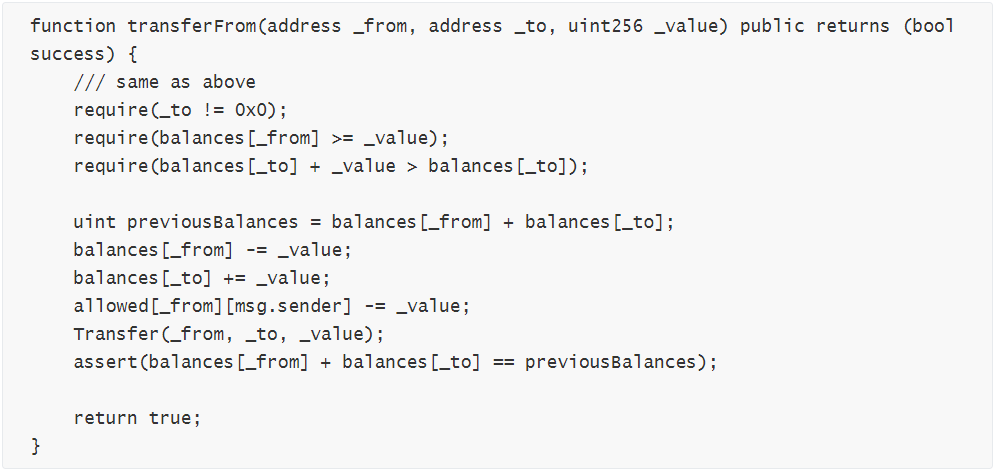 function transferFrom(address _from, address _to, uint256 _value) public returns (bool
success) {
    /// same as above
    require(_to != 0x0);
    require(balances[_from] >= _value);
    require(balances[_to] + _value > balances[_to]);

    uint previousBalances = balances[_from] + balances[_to];
    balances[_from] -= _value;
    balances[_to] += _value;
    allowed[_from][msg.sender] -= _value;
    Transfer(_from, _to, _value);
    assert(balances[_from] + balances[_to] == previousBalances);

    return true;
}